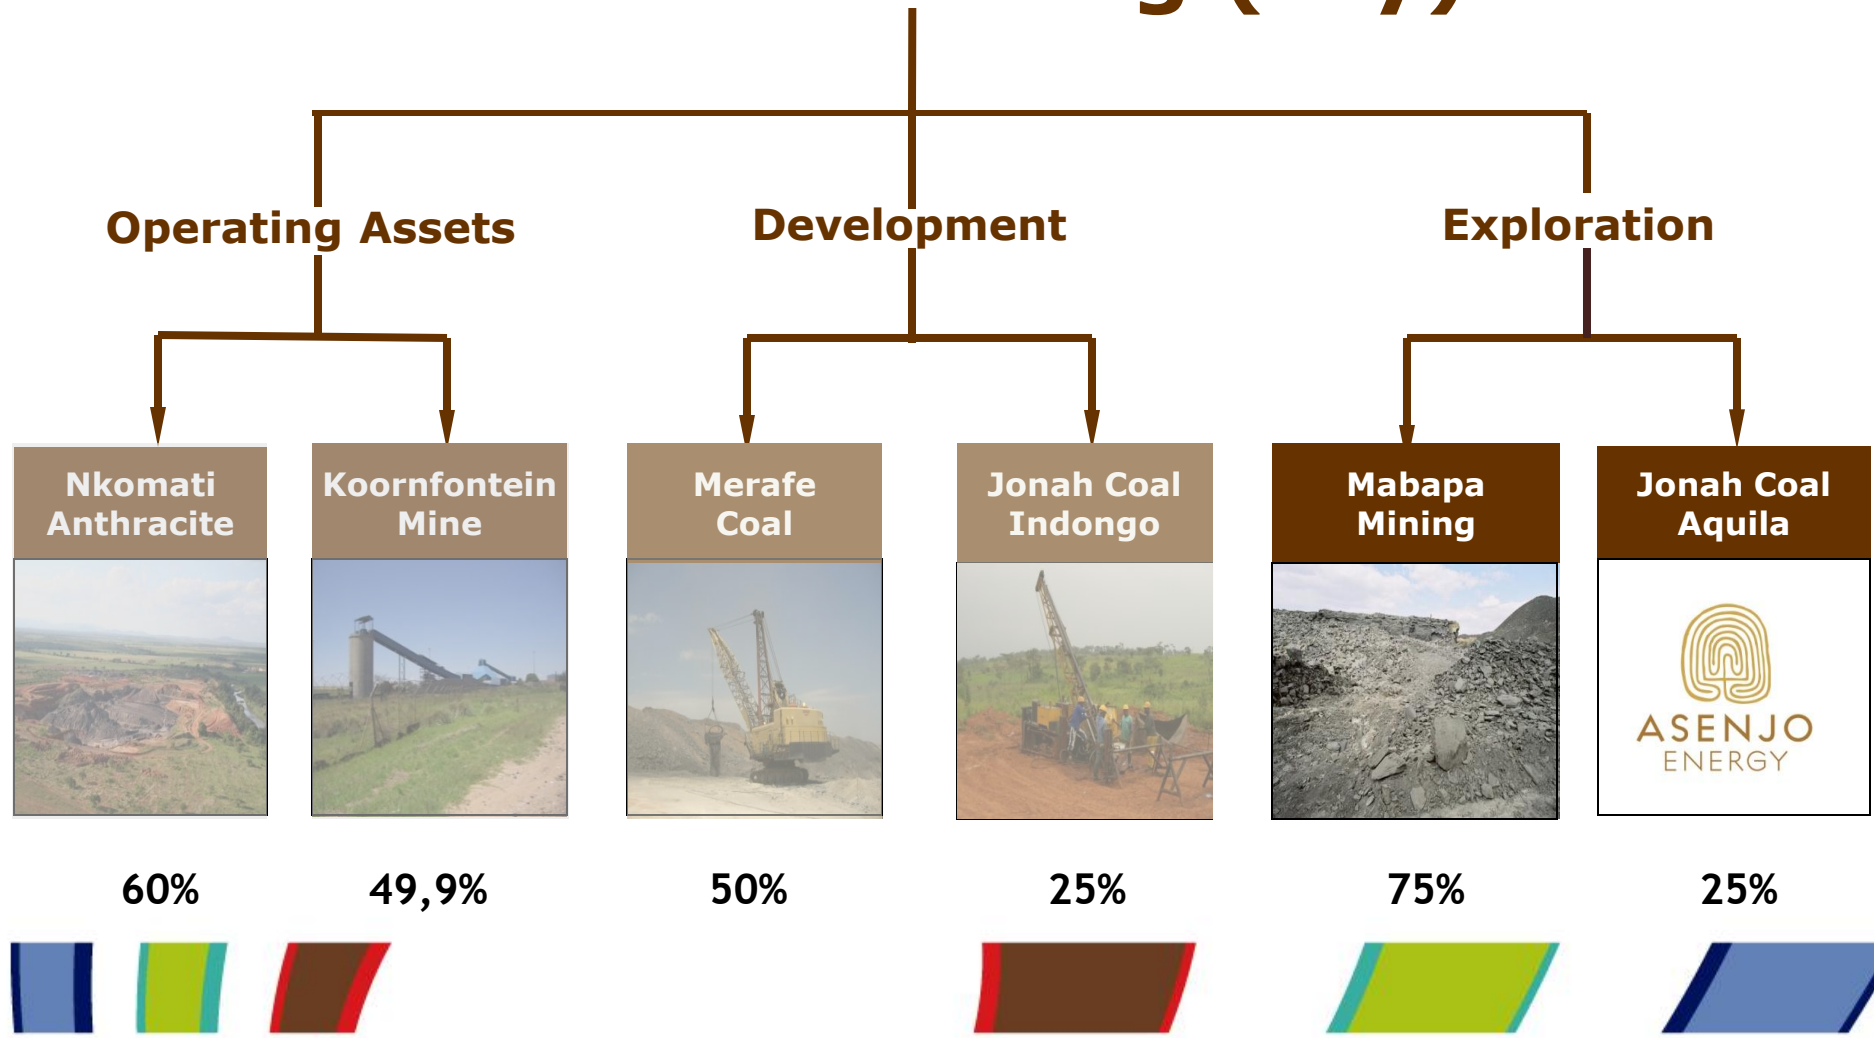 Operating Assets
Development
Exploration
Nkomati
Anthracite
Koornfontein
Mine
Merafe
Coal
Jonah Coal
Indongo
Mabapa
Mining
Jonah Coal
Aquila
ASENJO
ENERGY
60%
49,9%
50%
25%
75%
25%